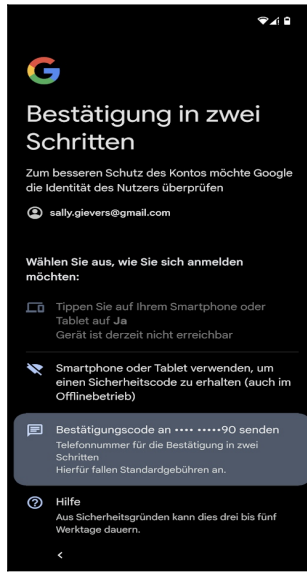 G
Bestätigung in zwei
Schritten
Zum besseren Schutz des Kontos möchte Google
die Identität des Nutzers überprüfen
sally.gievers@gmail.com
Wählen Sie aus, wie Sie sich anmelden
möchten:
Tippen Sie auf Ihrem Smartphone oder
Tablet auf Ja
Gerät ist derzeit nicht erreichbar
Smartphone oder Tablet verwenden, um
einen Sicherheitscode zu erhalten (auch im
Offlinebetrieb)
Bestätigungscode an •••• •••••90 senden
Telefonnummer für die Bestätigung in zwei
Schritten
Hierfür fallen Standardgebühren an.
Hilfe
Aus Sicherheitsgründen kann dies drei bis fünf
Werktage dauern.